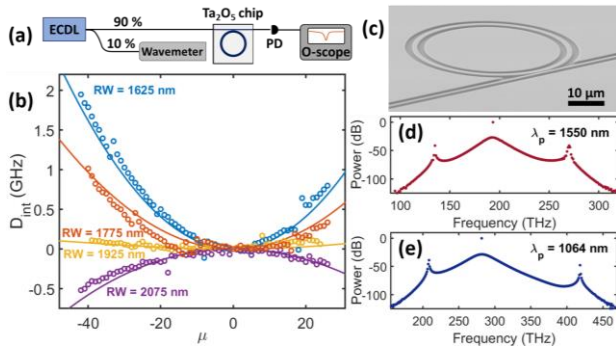 (a)
ECDL
90 %
10 %
Wavemeter
Ta₂O₅ chip
PD
O-scope
(b)
RW = 1625 nm
RW = 1775 nm
RW = 1925 nm
RW = 2075 nm
D_int (GHz)
2
1.5
1
0.5
0
-0.5
-40
-20
0
20
μ
(c)
10 μm
(d)
λ_p = 1550 nm
Power (dB)
0
-50
-100
100
150
200
250
300
Frequency (THz)
(e)
λ_p = 1064 nm
Power (dB)
0
-50
-100
200
250
300
350
400
450
Frequency (THz)